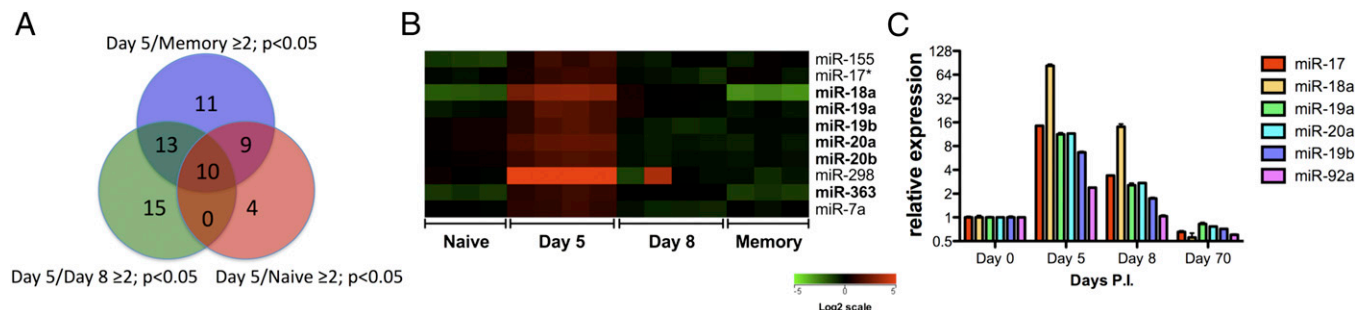 A
Day 5/Memory ≥2; p<0.05
11
13
9
10
15
0
4
Day 5/Day 8 ≥2; p<0.05
Day 5/Naive ≥2; p<0.05
B
miR-155
miR-17*
miR-18a
miR-19a
miR-19b
miR-20a
miR-20b
miR-298
miR-363
miR-7a
Naive
Day 5
Day 8
Memory
-5
0
5
Log2 scale
C
relative expression
128
64
32
16
8
4
2
1
0.5
Day 0
Day 5
Day 8
Day 70
Days P.I.
miR-17
miR-18a
miR-19a
miR-20a
miR-19b
miR-92a